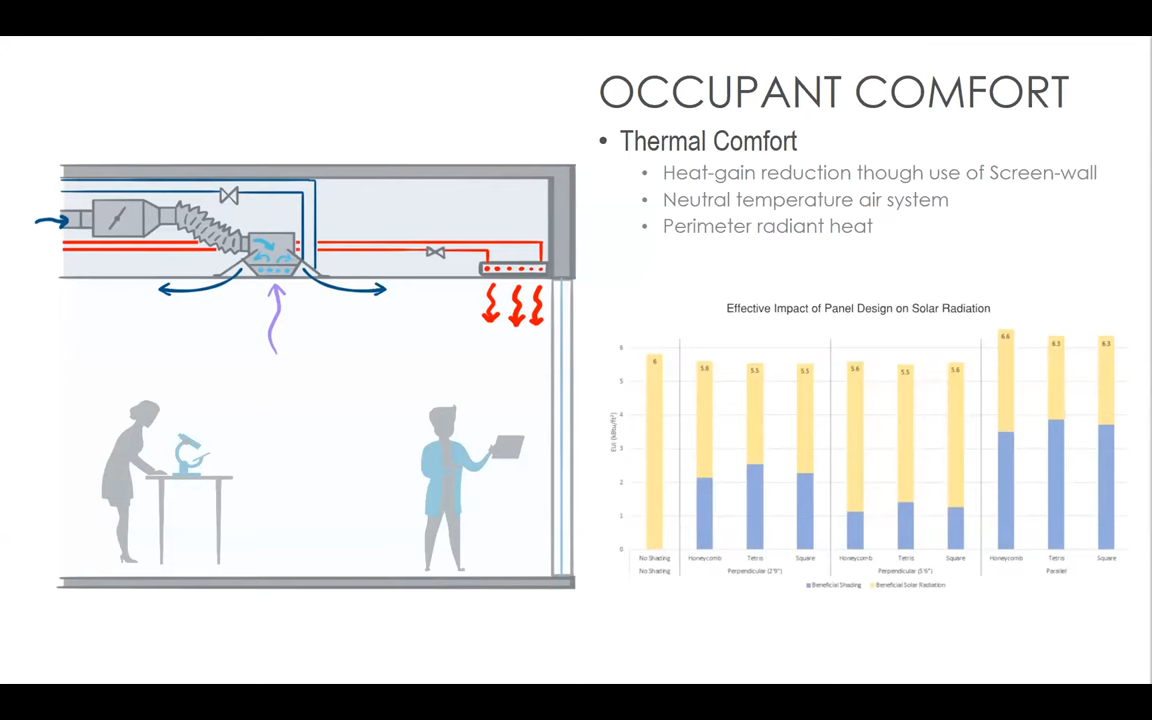 OCCUPANT COMFORT
• Thermal Comfort
• Heat-gain reduction though use of Screen-wall
• Neutral temperature air system
• Perimeter radiant heat
Effective Impact of Panel Design on Solar Radiation
6 5.6 5.5 5.5 5.6 5.5 5.6 6.6 6.3 6.3
6
5
4
3
2
1
0
EUI (kBtu/ft²)
No Shading Honeycomb Tetris Square Honeycomb Tetris Square Honeycomb Tetris Square
No Shading Perpendicular (2'9") Perpendicular (5'6") Parallel
Beneficial Shading Beneficial Solar Radiation